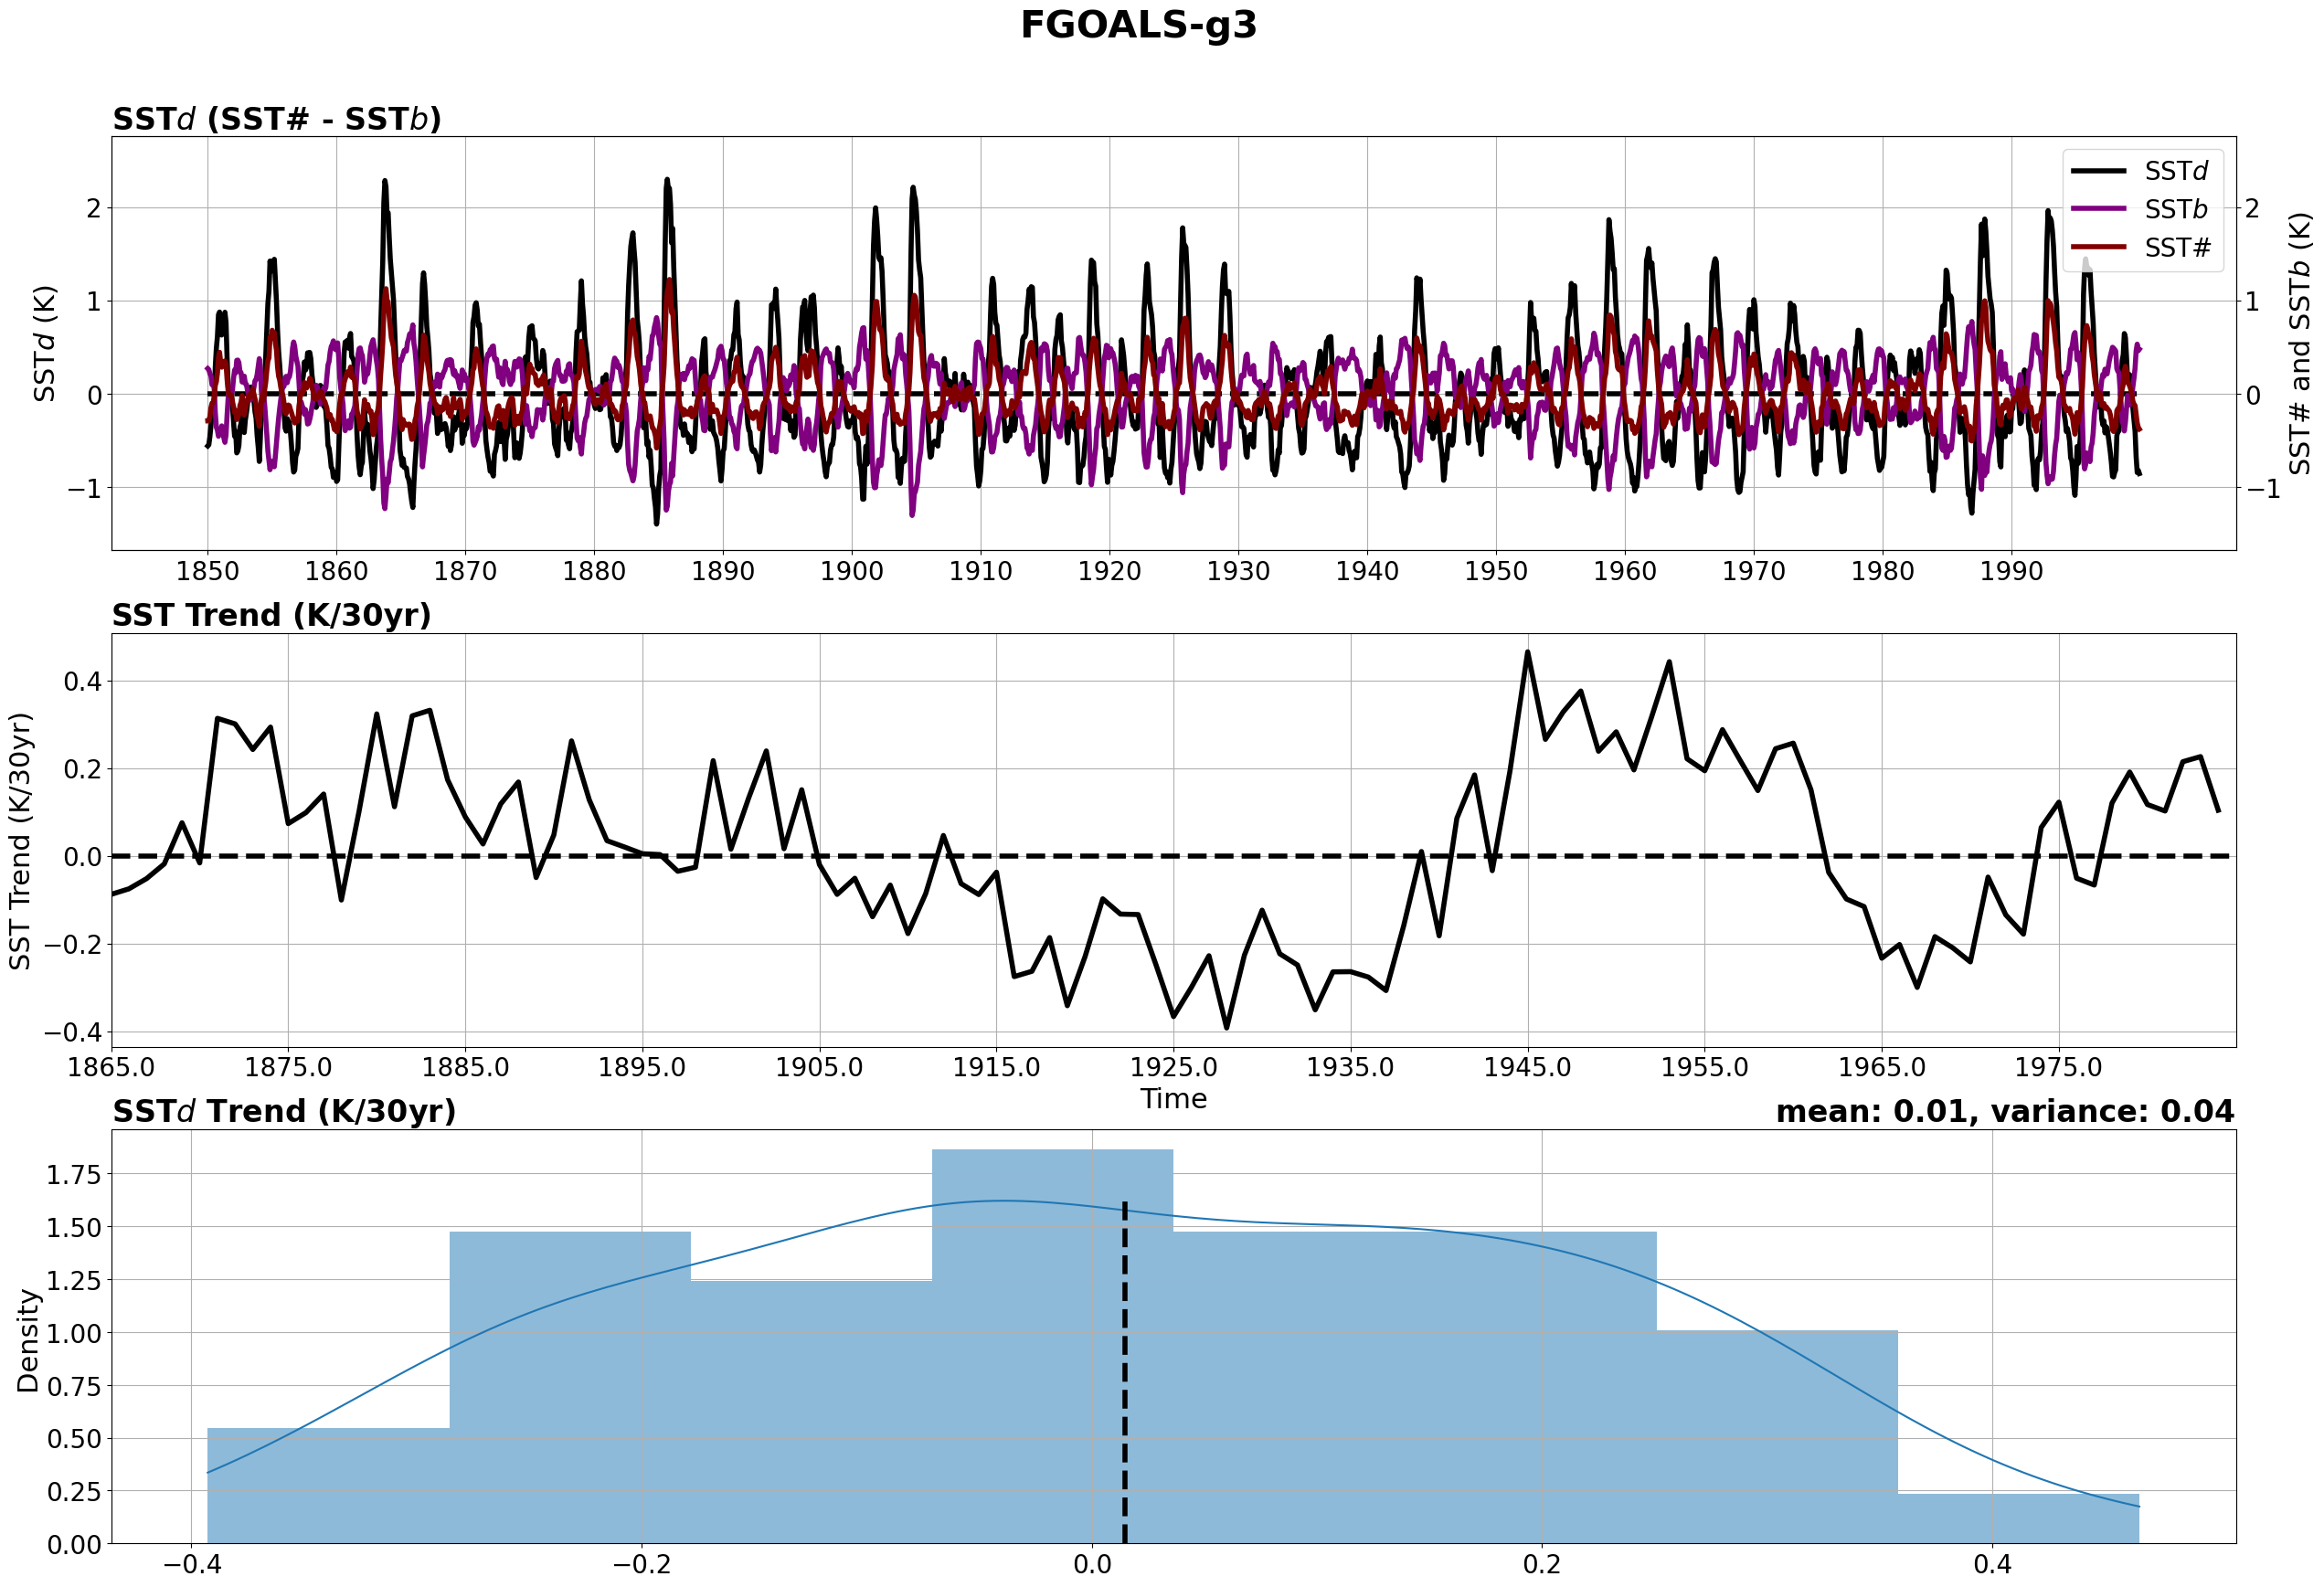 FGOALS-g3
SSTd (SST# - SSTb)
SSTd (K)
2
1
0
−1
SSTd
SSTb
SST#
2
1
0
−1
SST# and SSTb (K)
1850 1860 1870 1880 1890 1900 1910 1920 1930 1940 1950 1960 1970 1980 1990
SST Trend (K/30yr)
SST Trend (K/30yr)
0.4
0.2
0.0
−0.2
−0.4
1865.0 1875.0 1885.0 1895.0 1905.0 1915.0 1925.0 1935.0 1945.0 1955.0 1965.0 1975.0
Time
SSTd Trend (K/30yr)
mean: 0.01, variance: 0.04
Density
1.75
1.50
1.25
1.00
0.75
0.50
0.25
0.00
−0.4 −0.2 0.0 0.2 0.4